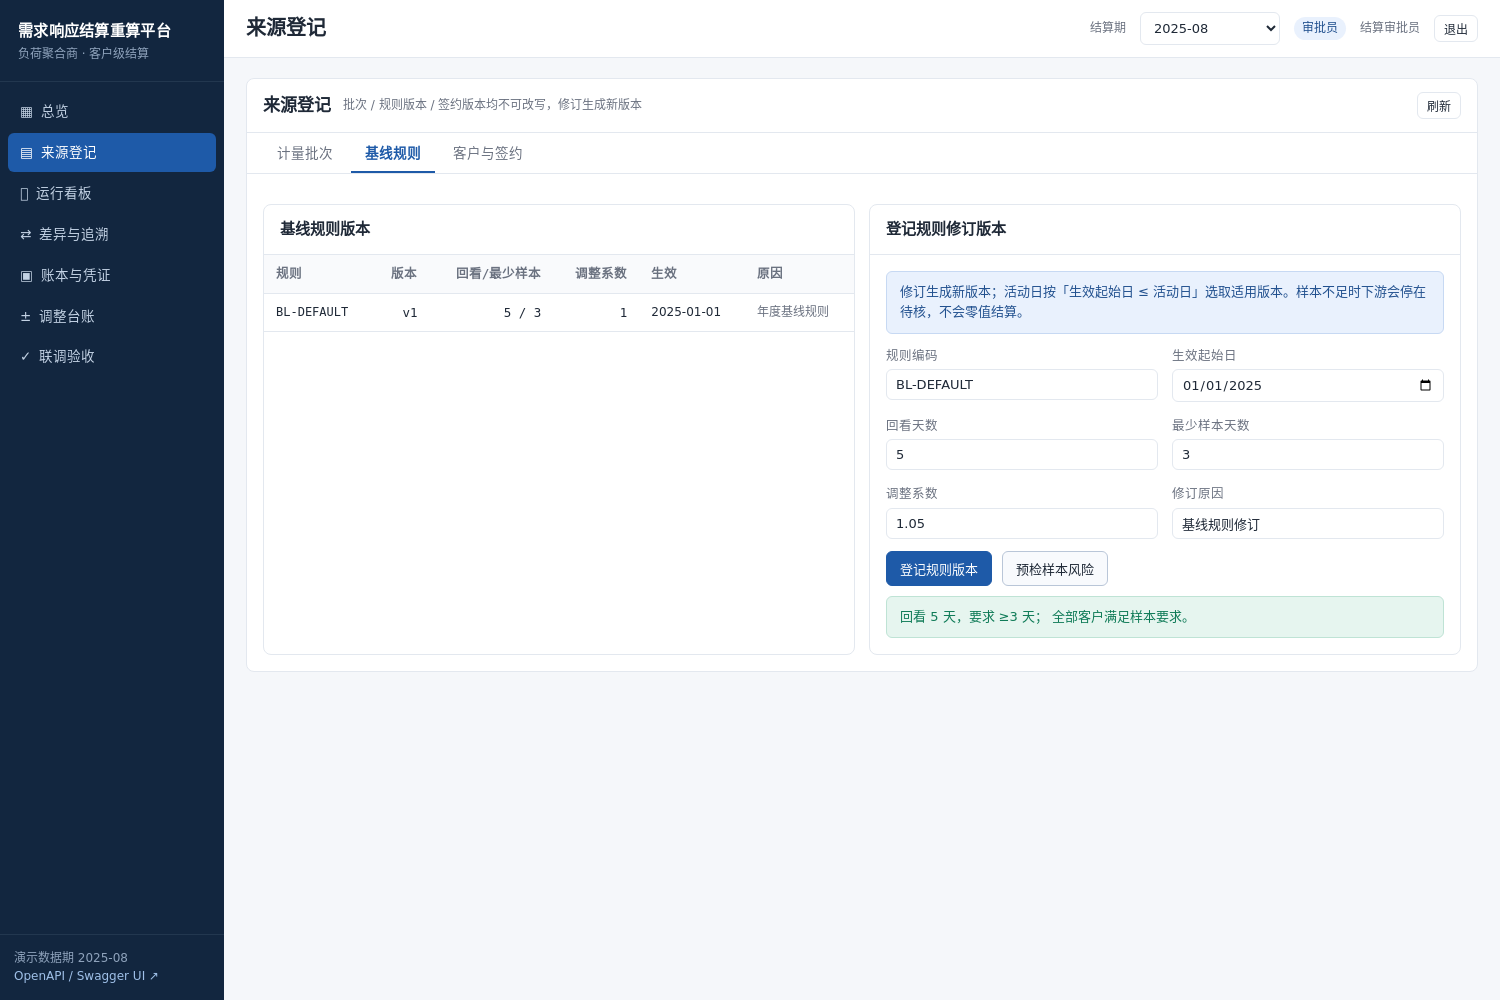 需求响应结算重算平台
负荷聚合商 · 客户级结算
总览
来源登记
运行看板
差异与追溯
账本与凭证
调整台账
联调验收
演示数据期 2025-08
OpenAPI / Swagger UI ↗
来源登记
结算期
2025-08
审批员
结算审批员
退出
来源登记
批次 / 规则版本 / 签约版本均不可改写，修订生成新版本
刷新
计量批次
基线规则
客户与签约
基线规则版本
规则 版本 回看/最少样本 调整系数 生效 原因
BL-DEFAULT v1 5 / 3 1 2025-01-01 年度基线规则
登记规则修订版本
修订生成新版本；活动日按「生效起始日 ≤ 活动日」选取适用版本。样本不足时下游会停在
待核，不会零值结算。
规则编码
BL-DEFAULT
生效起始日
01/01/2025
回看天数
5
最少样本天数
3
调整系数
1.05
修订原因
基线规则修订
登记规则版本
预检样本风险
回看 5 天，要求 ≥3 天； 全部客户满足样本要求。